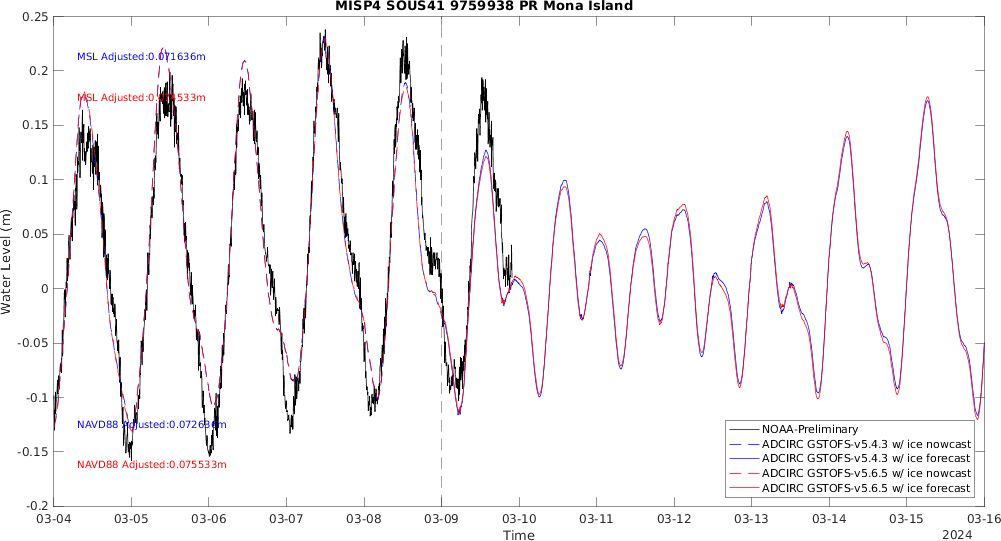 MISP4 SOUS41 9759938 PR Mona Island
0.25
0.2
0.15
0.1
0.05
0
-0.05
-0.1
-0.15
-0.2
Water Level (m)
MSL Adjusted:0.071636m
MSL Adjusted:
NAVD88 Adjusted:0.072636m
NAVD88 Adjusted:0.075533m
NOAA-Preliminary
ADCIRC GSTOFS-v5.4.3 w/ ice nowcast
ADCIRC GSTOFS-v5.4.3 w/ ice forecast
ADCIRC GSTOFS-v5.6.5 w/ ice nowcast
ADCIRC GSTOFS-v5.6.5 w/ ice forecast
03-04 03-05 03-06 03-07 03-08 03-09 03-10 03-11 03-12 03-13 03-14 03-15 03-16
Time
2024